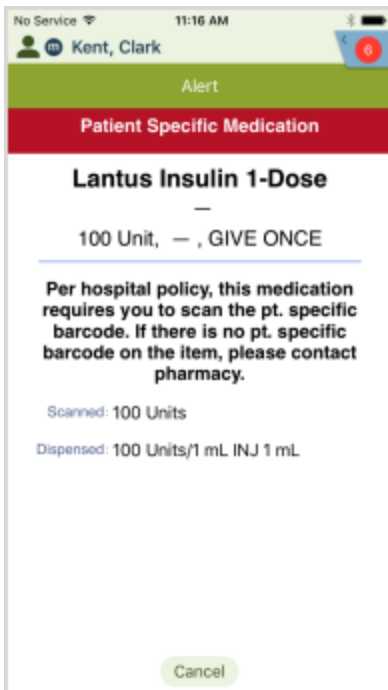 No Service 11:16 AM
m Kent, Clark 6
Alert
Patient Specific Medication
Lantus Insulin 1-Dose
—
100 Unit, — , GIVE ONCE
Per hospital policy, this medication
requires you to scan the pt. specific
barcode. If there is no pt. specific
barcode on the item, please contact
pharmacy.
Scanned: 100 Units
Dispensed: 100 Units/1 mL INJ 1 mL
Cancel